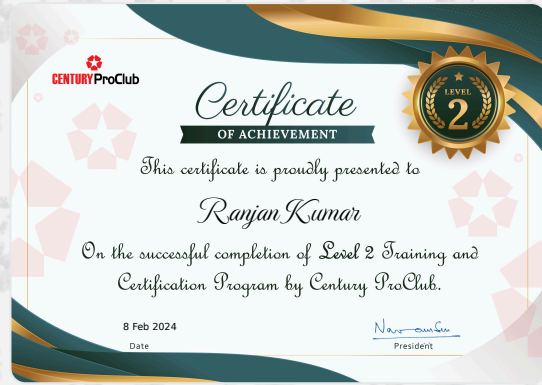 CENTURY ProClub
Certificate
OF ACHIEVEMENT
LEVEL
2
This certificate is proudly presented to
Ranjan Kumar
On the successful completion of Level 2 Training and
Certification Program by Century ProClub.
8 Feb 2024
Date
President